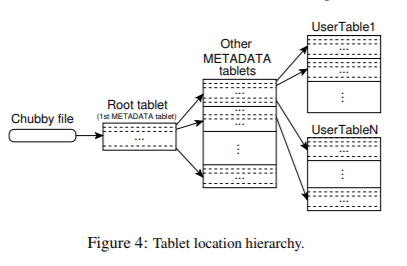 UserTable1
Other
METADATA
tablets
Root tablet
(1st METADATA tablet)
Chubby file
...
...
...
...
...
⋮
...
⋮
UserTableN
...
⋮
...
Figure 4: Tablet location hierarchy.